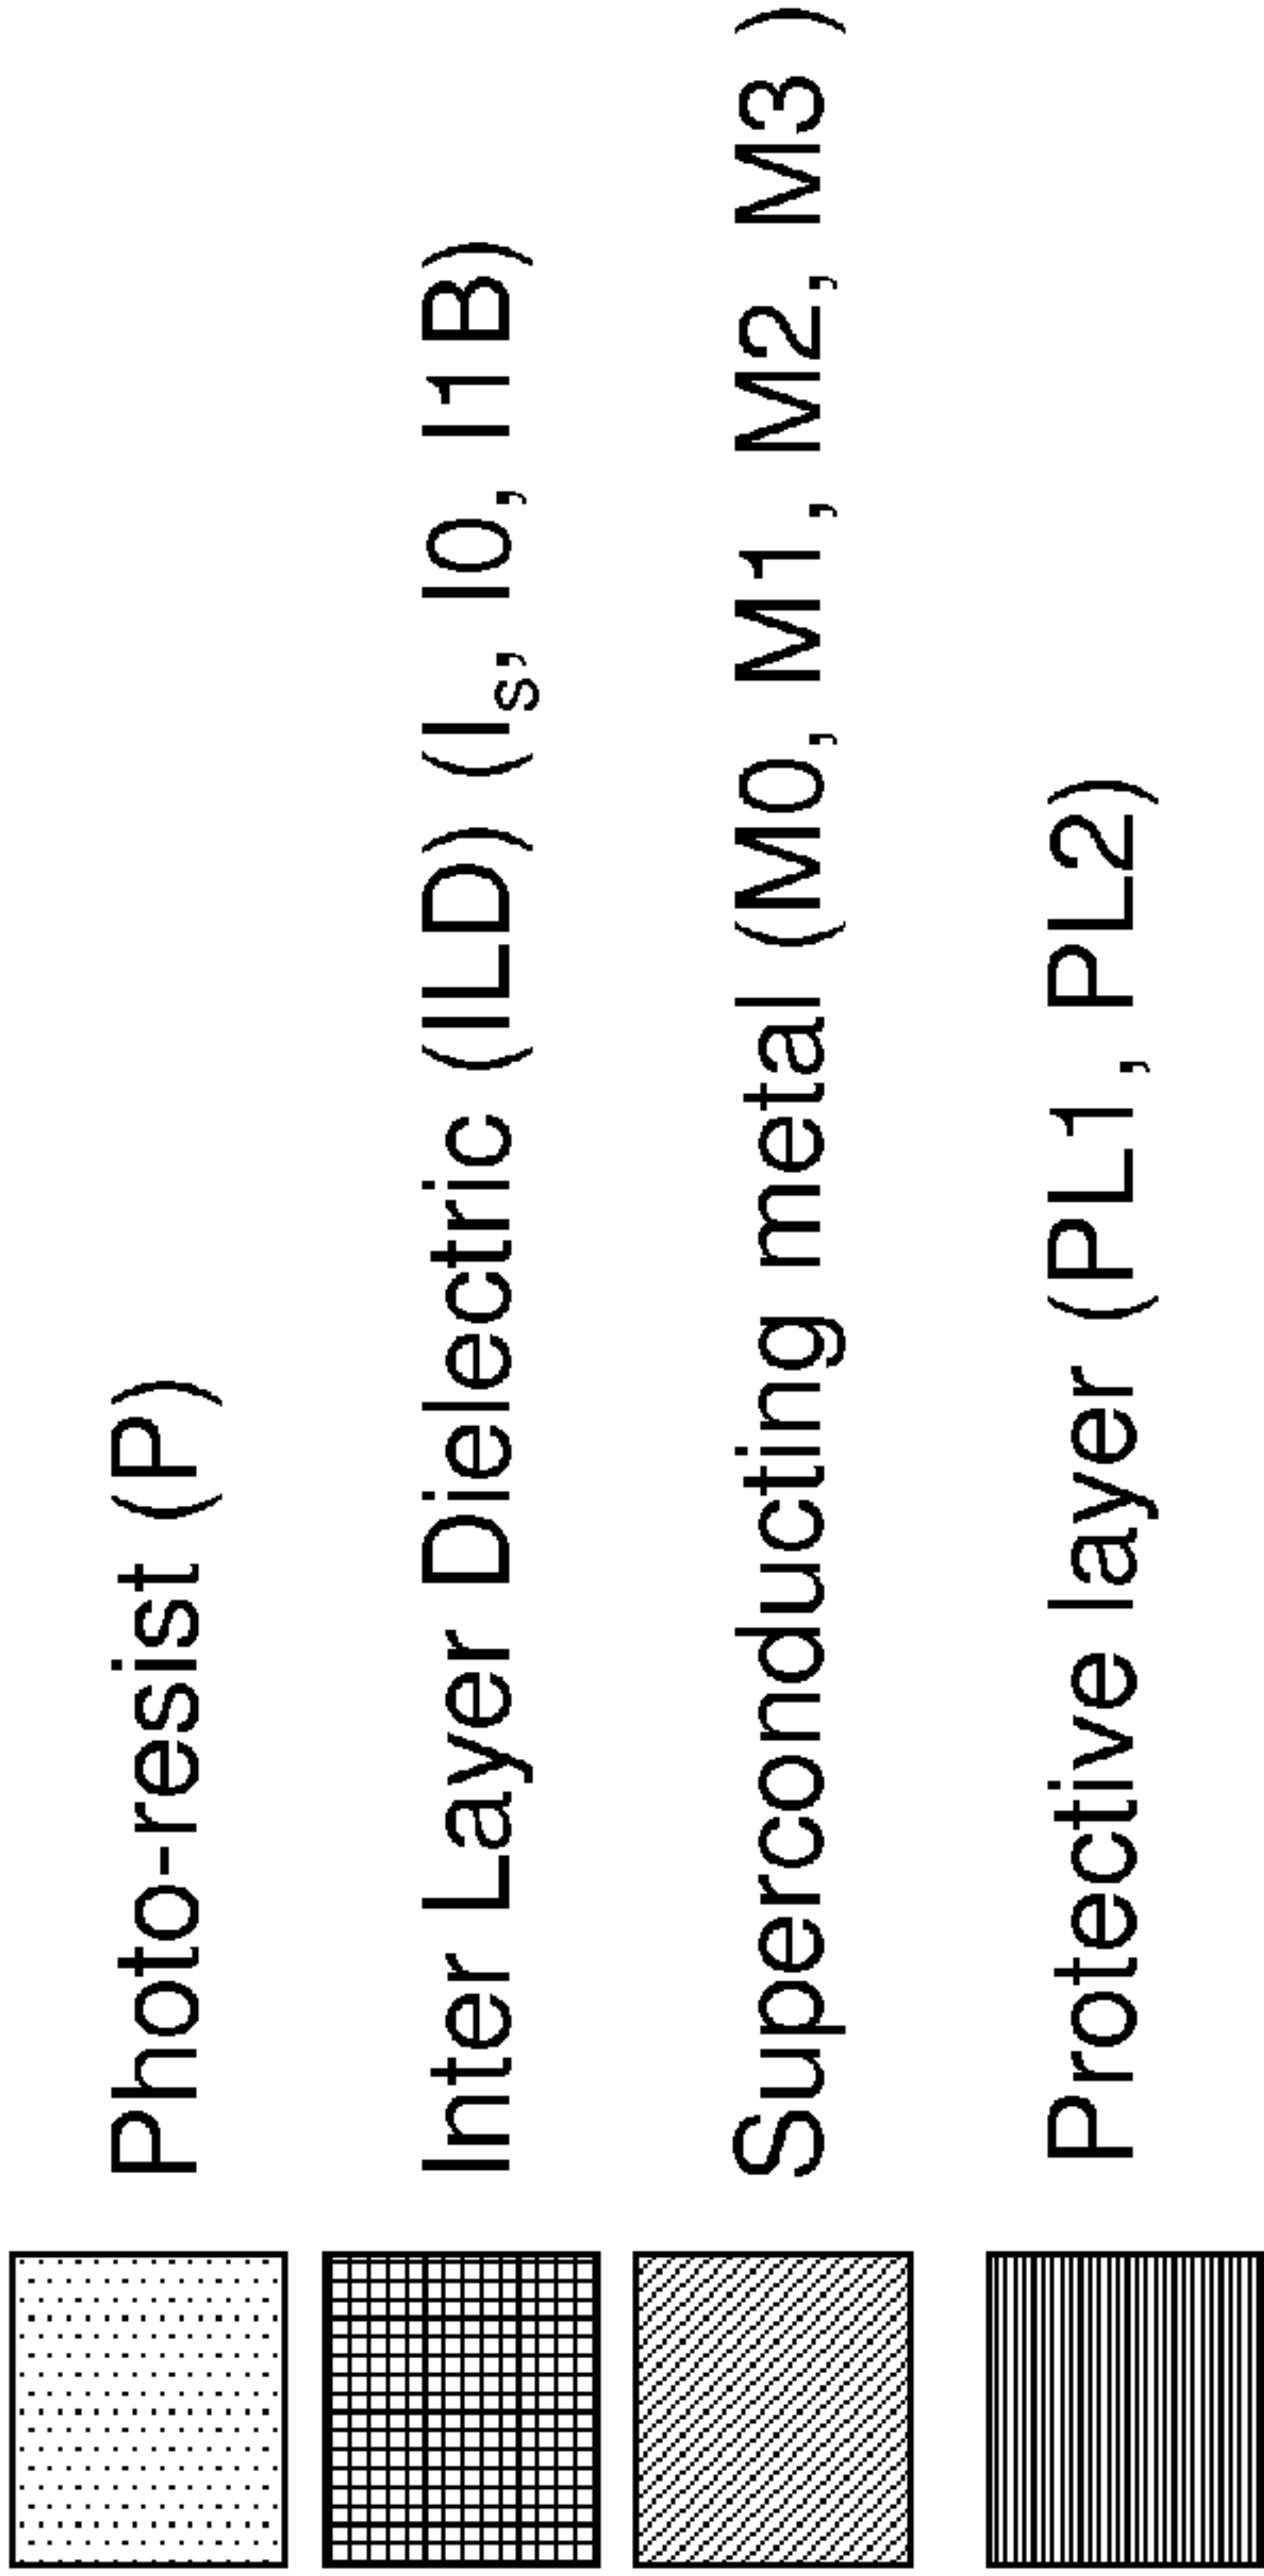 Photo-resist (P)
Inter Layer Dielectric (ILD) (Iₛ, I0, I1B)
Superconducting metal (M0, M1, M2, M3 )
Protective layer (PL1, PL2)